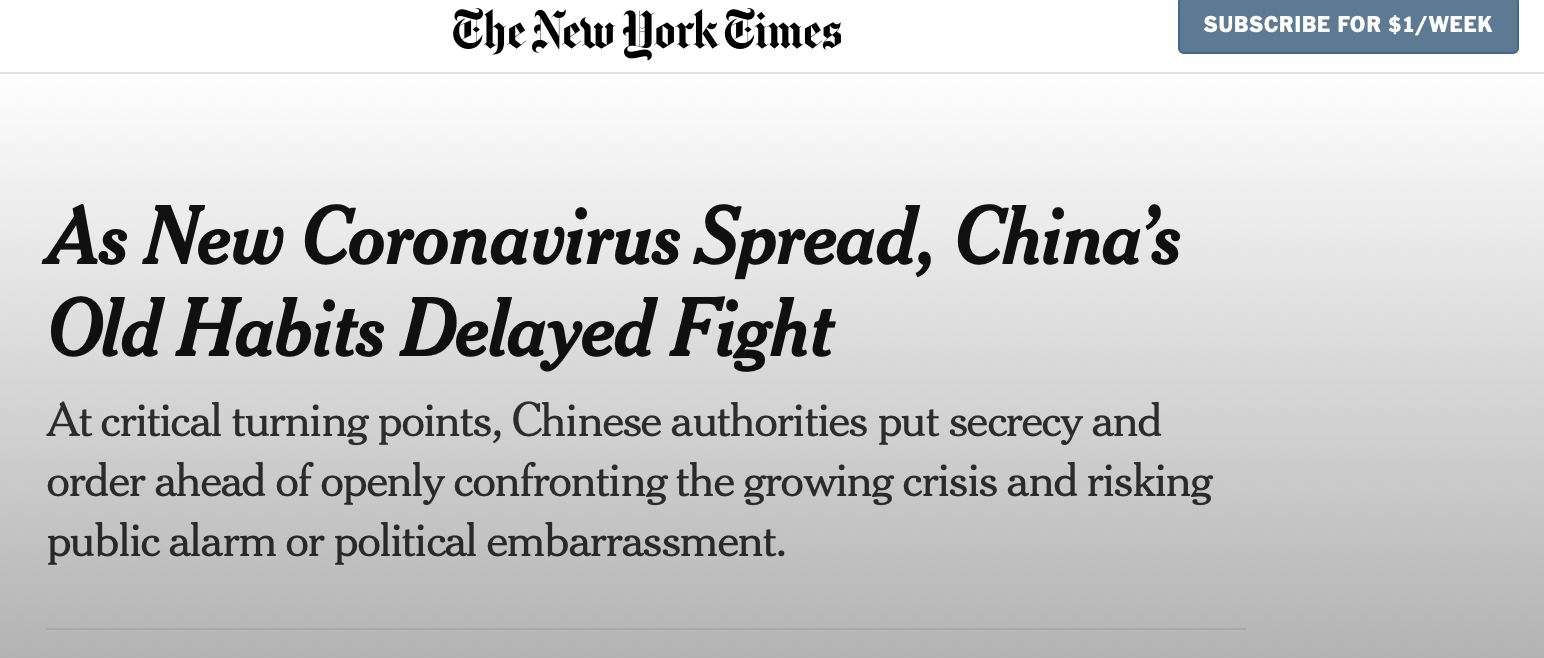 The New York Times
SUBSCRIBE FOR $1/WEEK
As New Coronavirus Spread, China’s
Old Habits Delayed Fight
At critical turning points, Chinese authorities put secrecy and
order ahead of openly confronting the growing crisis and risking
public alarm or political embarrassment.